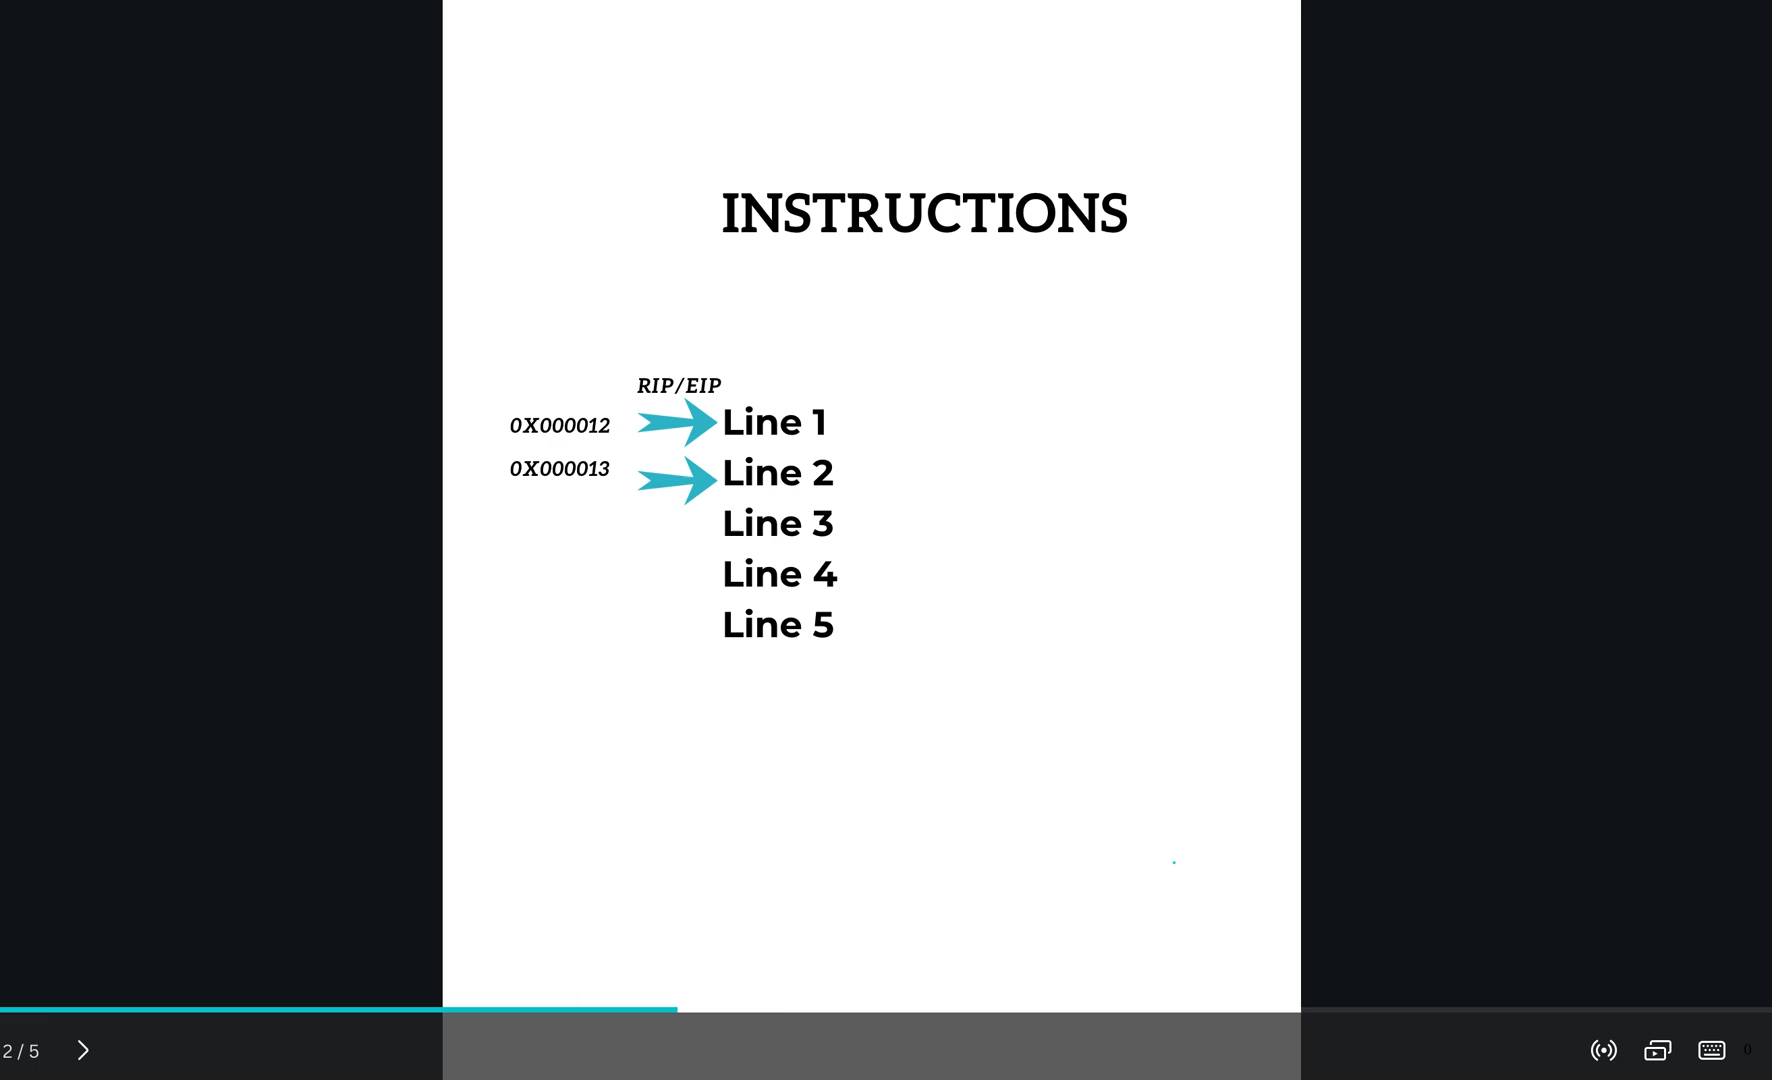 INSTRUCTIONS
RIP/EIP
0X000012
Line 1
0X000013
Line 2
Line 3
Line 4
Line 5
2 / 5
0